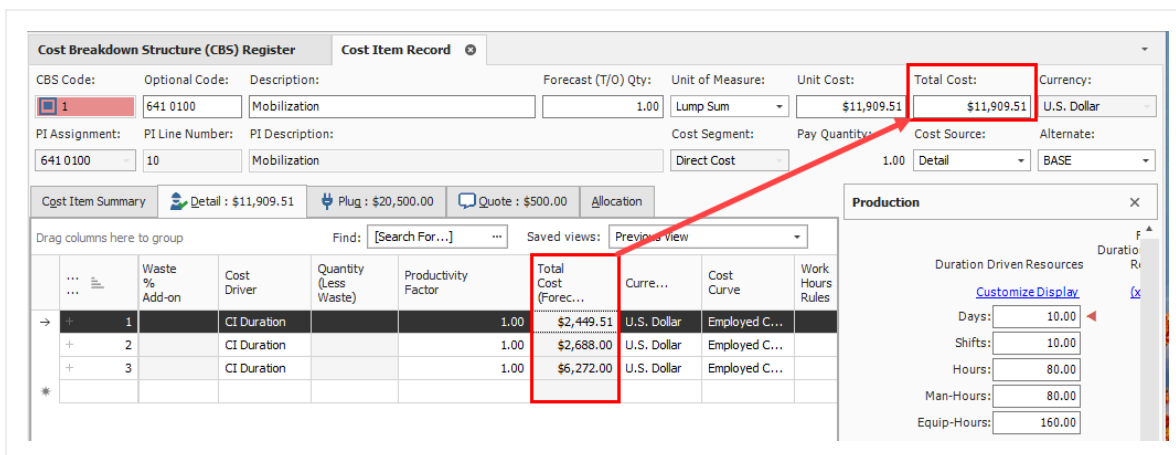 Cost Breakdown Structure (CBS) Register Cost Item Record
CBS Code: Optional Code: Description: Forecast (T/O) Qty: Unit of Measure: Unit Cost: Total Cost: Currency:
1 641 0100 Mobilization 1.00 Lump Sum $11,909.51 $11,909.51 U.S. Dollar
PI Assignment: PI Line Number: PI Description: Cost Segment: Pay Quantity: Cost Source: Alternate:
641 0100 10 Mobilization Direct Cost 1.00 Detail BASE
Cost Item Summary Detail : $11,909.51 Plug : $20,500.00 Quote : $500.00 Allocation Production
Drag columns here to group Find: [Search For...] ... Saved views: Previous View
... ... Waste % Add-on Cost Driver Quantity (Less Waste) Productivity Factor Total Cost (Forec... Curre... Cost Curve Work Hours Rules
1 CI Duration 1.00 $2,449.51 U.S. Dollar Employed C...
2 CI Duration 1.00 $2,688.00 U.S. Dollar Employed C...
3 CI Duration 1.00 $6,272.00 U.S. Dollar Employed C...
Duration Driven Resources
Customize Display
Days: 10.00
Shifts: 10.00
Hours: 80.00
Man-Hours: 80.00
Equip-Hours: 160.00